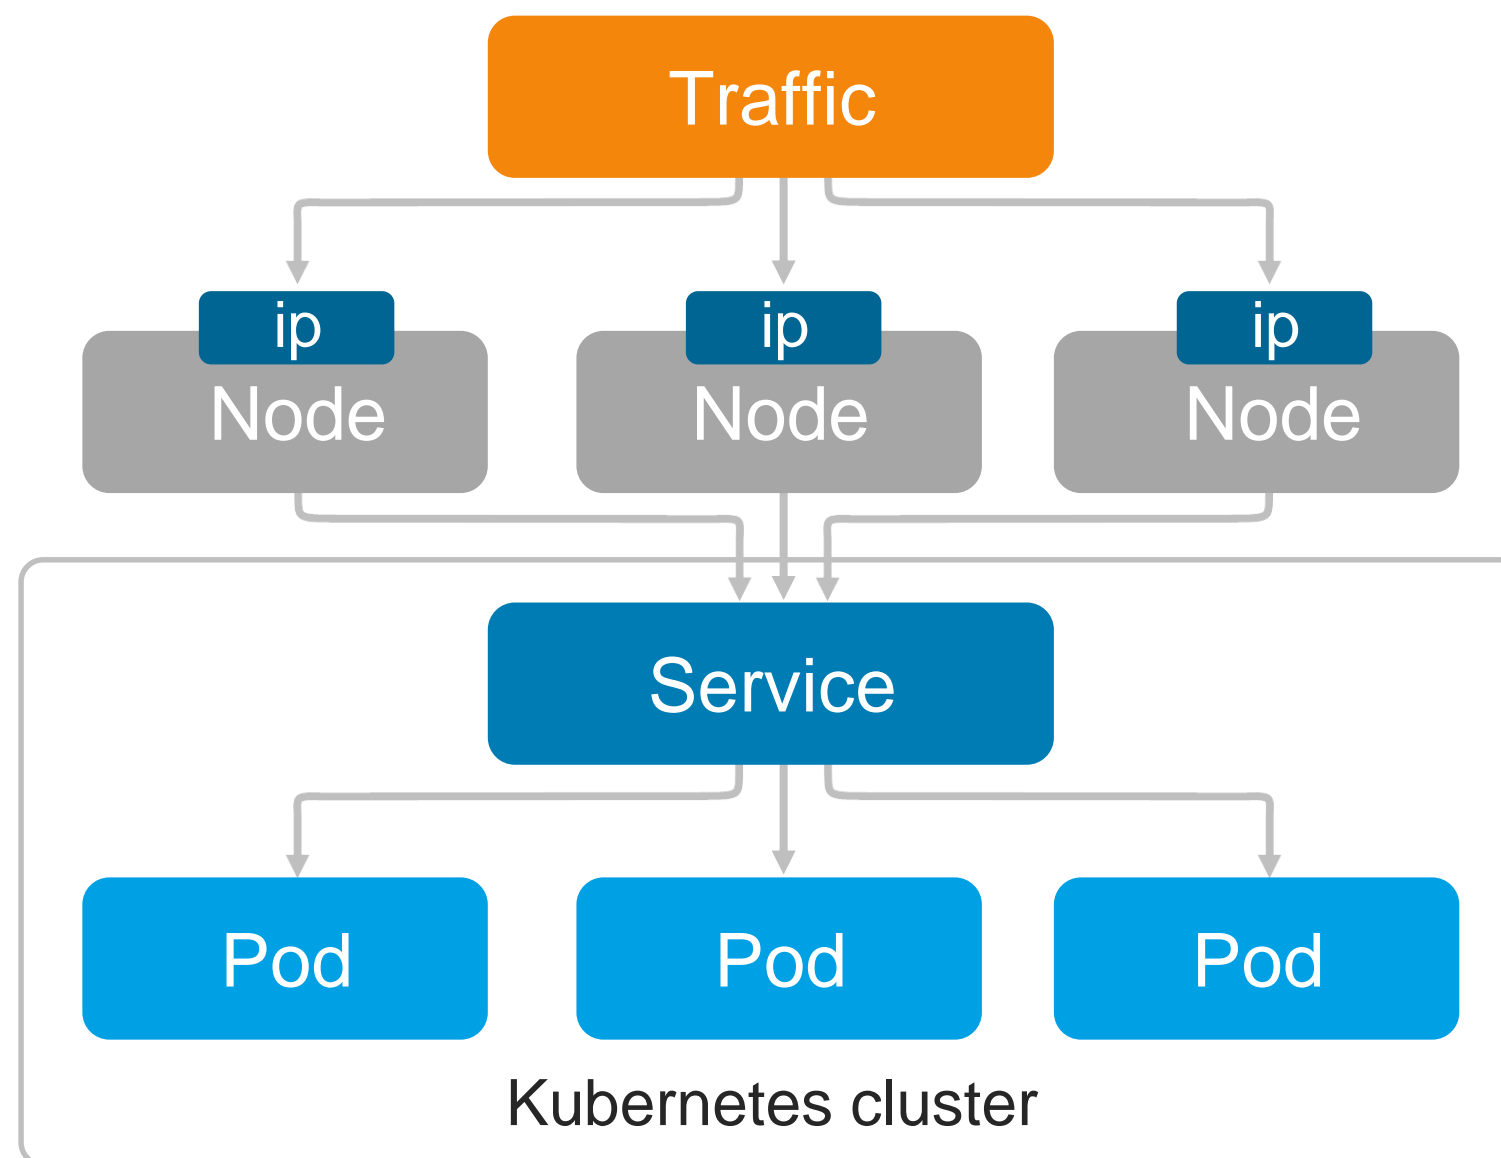 Traffic
ip
ip
ip
Node
Node
Node
Service
Pod
Pod
Pod
Kubernetes cluster